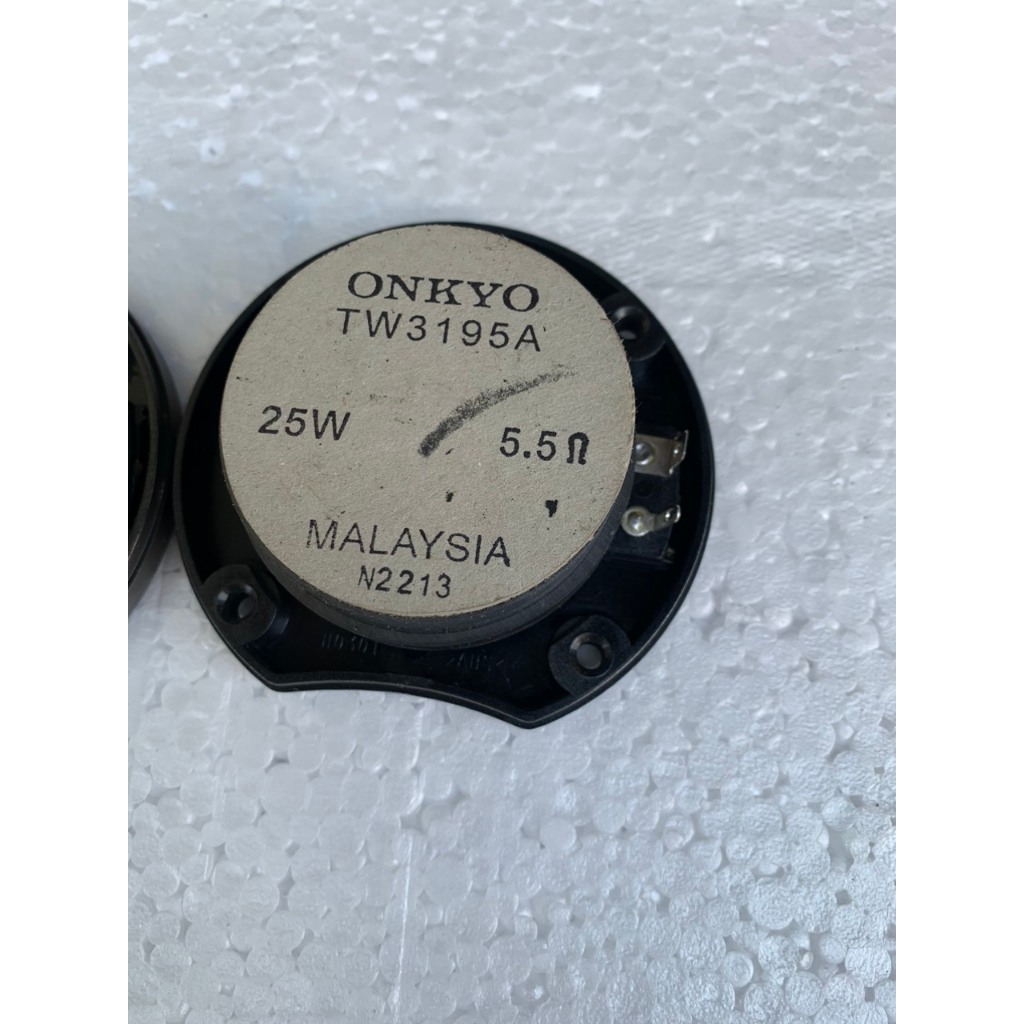 ONKYO
TW3195A
25W 5.5Ω
MALAYSIA
N2213